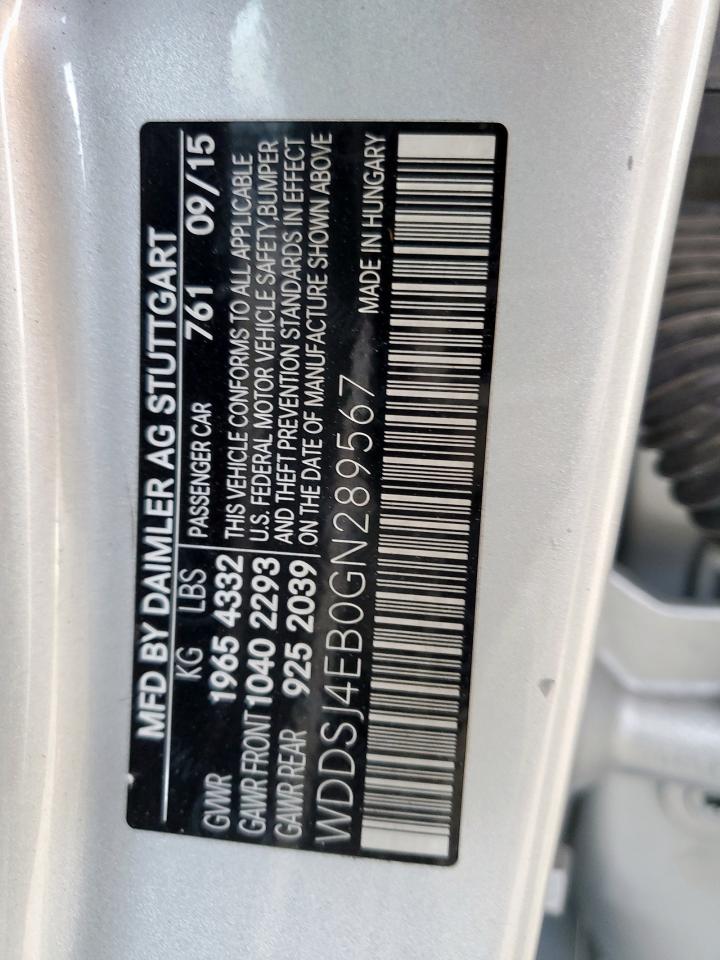 MFD BY DAIMLER AG STUTTGART
KG LBS PASSENGER CAR 761 09/15
GVWR 1965 4332 THIS VEHICLE CONFORMS TO ALL APPLICABLE
GAWR FRONT 1040 2293 U.S. FEDERAL MOTOR VEHICLE SAFETY,BUMPER
GAWR REAR 925 2039 AND THEFT PREVENTION STANDARDS IN EFFECT
ON THE DATE OF MANUFACTURE SHOWN ABOVE
WDDSJ4EB0GN289567 MADE IN HUNGARY